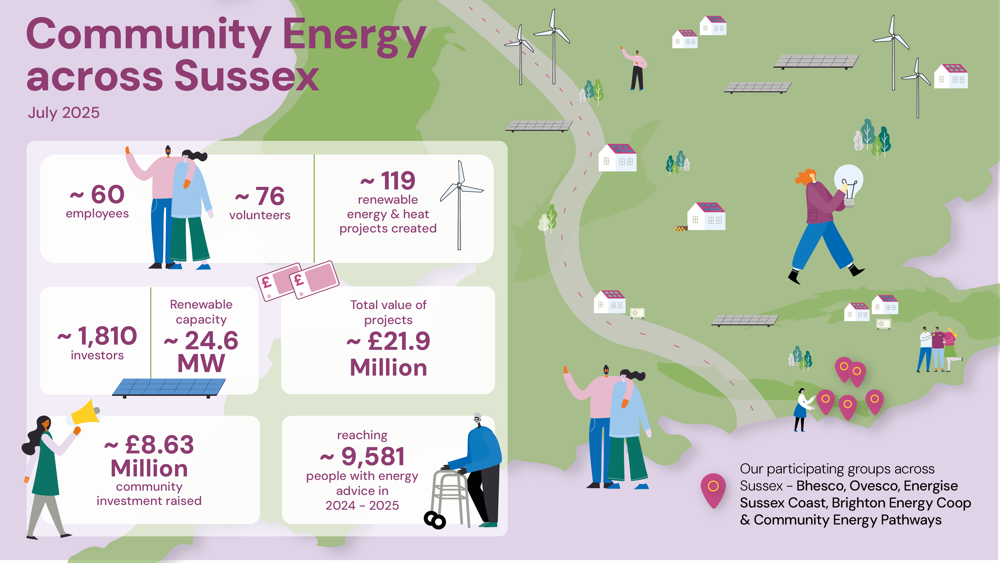 Community Energy
across Sussex
July 2025
~ 60
employees
~ 76
volunteers
~ 119
renewable
energy & heat
projects created
£
£
~ 1,810
investors
Renewable
capacity
~ 24.6
MW
Total value of
projects
~ £21.9
Million
~ £8.63
Million
community
investment raised
reaching
~ 9,581
people with energy
advice in
2024 - 2025
Our participating groups across
Sussex - Bhesco, Ovesco, Energise
Sussex Coast, Brighton Energy Coop
& Community Energy Pathways